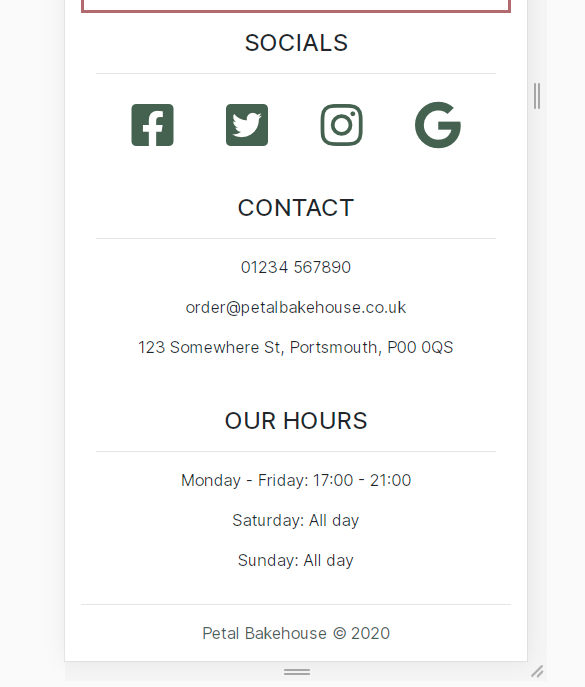 SOCIALS
CONTACT
01234 567890
order@petalbakehouse.co.uk
123 Somewhere St, Portsmouth, P00 0QS
OUR HOURS
Monday - Friday: 17:00 - 21:00
Saturday: All day
Sunday: All day
Petal Bakehouse © 2020